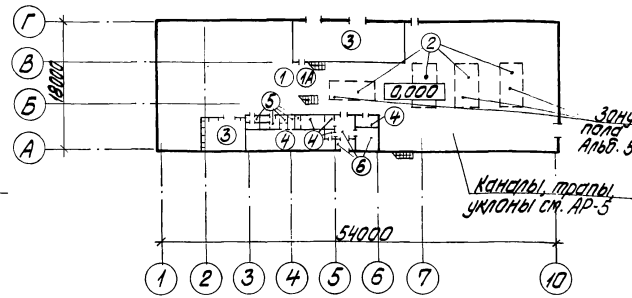 Г
В
Б
А
18000
3
2
1
1А
0,000
5
4
3
4
4
6
Зону
пола
Альб. 5
Каналы, трапы,
уклоны см. АР-5
54000
1 2 3 4 5 6 7 10